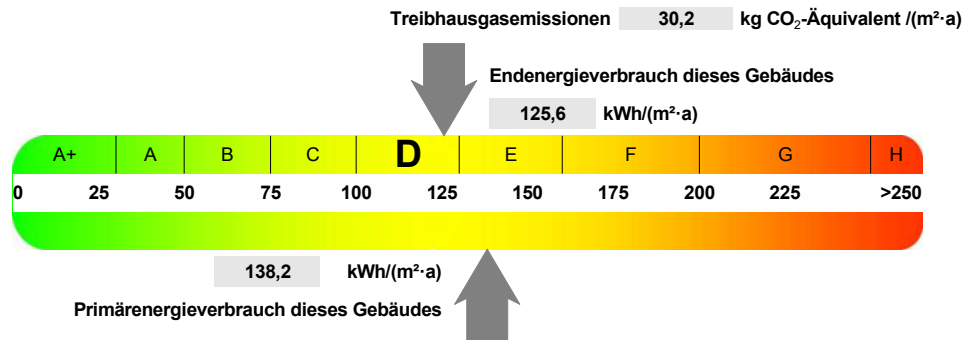 Treibhausgasemissionen 30,2 kg CO₂-Äquivalent /(m²·a)
Endenergieverbrauch dieses Gebäudes
125,6 kWh/(m²·a)
A+ A B C D E F G H
0 25 50 75 100 125 150 175 200 225 >250
138,2 kWh/(m²·a)
Primärenergieverbrauch dieses Gebäudes